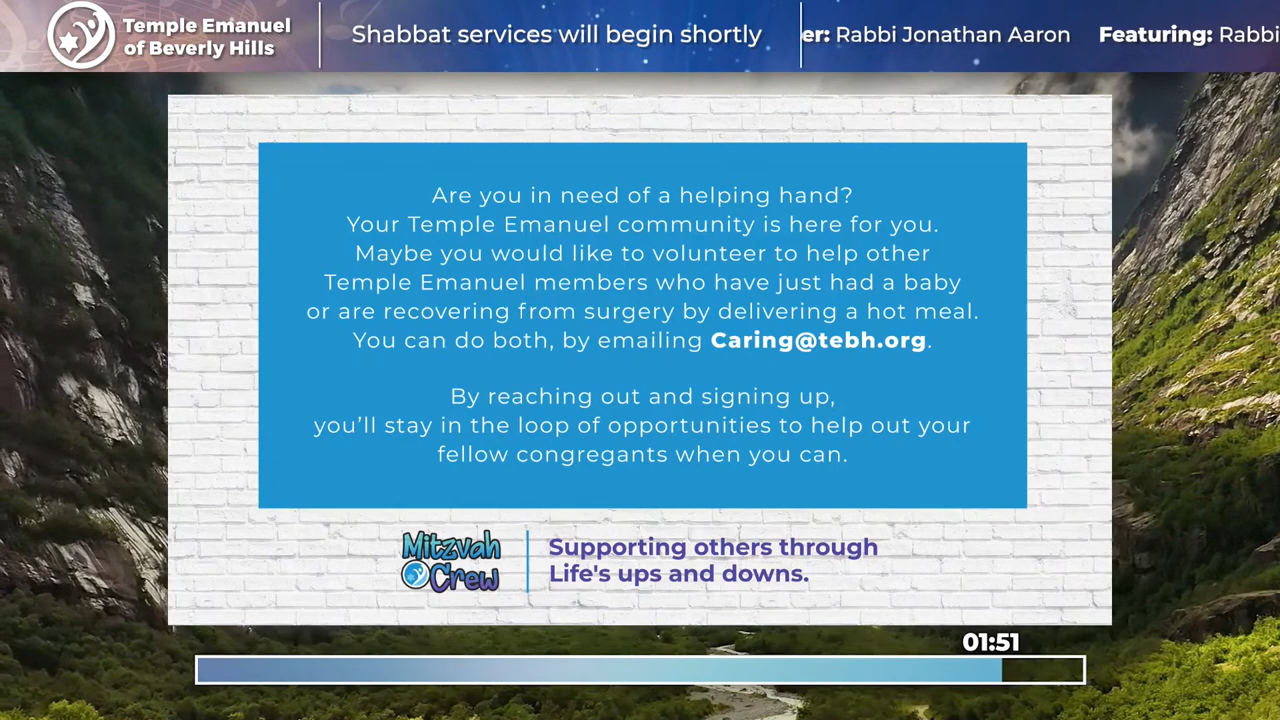 Temple Emanuel
of Beverly Hills
Shabbat services will begin shortly
er: Rabbi Jonathan Aaron Featuring: Rabbi
Are you in need of a helping hand?
Your Temple Emanuel community is here for you.
Maybe you would like to volunteer to help other
Temple Emanuel members who have just had a baby
or are recovering from surgery by delivering a hot meal.
You can do both, by emailing Caring@tebh.org.
By reaching out and signing up,
you’ll stay in the loop of opportunities to help out your
fellow congregants when you can.
Mitzvah
Crew
Supporting others through
Life's ups and downs.
01:51